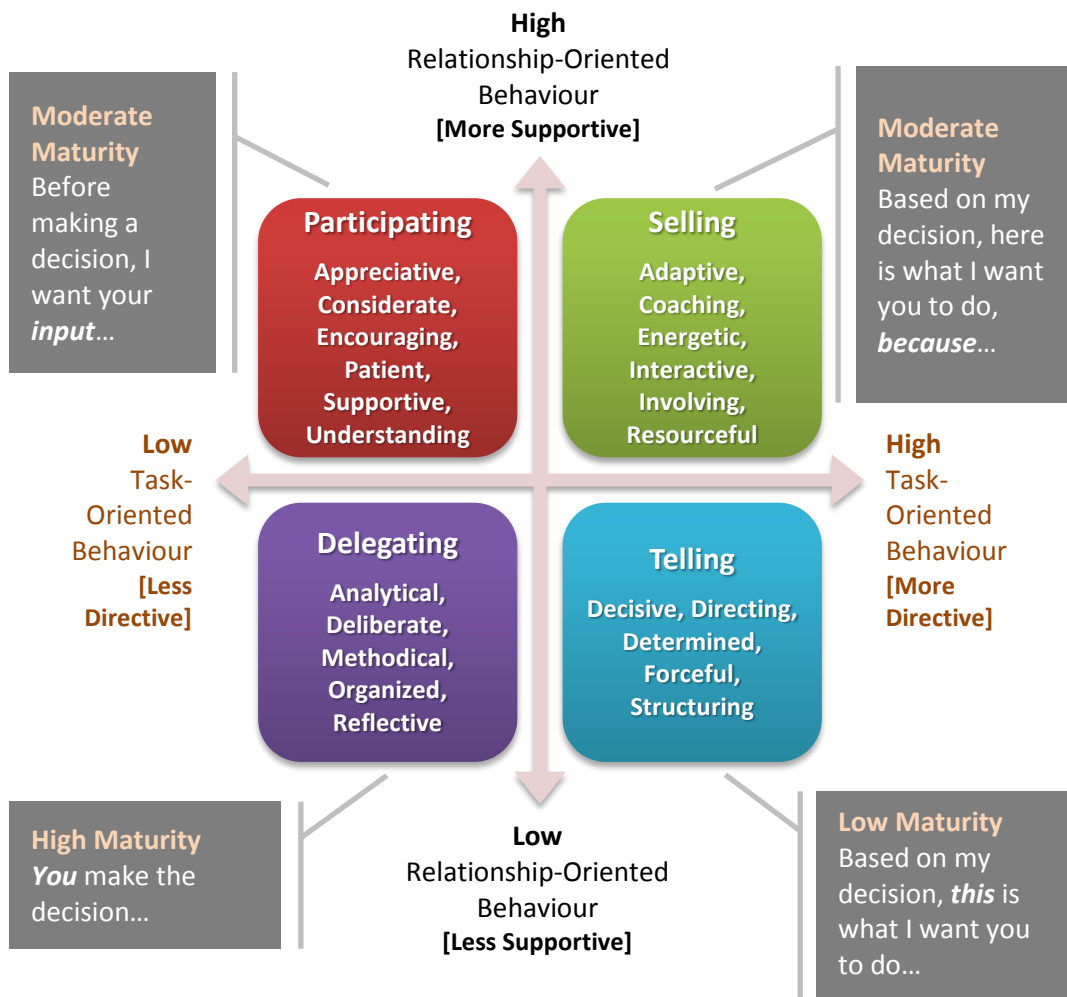 High
Relationship-Oriented
Behaviour
[More Supportive]
Moderate
Maturity
Before
making a
decision, I
want your
input…
Moderate
Maturity
Based on my
decision, here
is what I want
you to do,
because…
Participating
Appreciative,
Considerate,
Encouraging,
Patient,
Supportive,
Understanding
Selling
Adaptive,
Coaching,
Energetic,
Interactive,
Involving,
Resourceful
Low
Task-
Oriented
Behaviour
[Less
Directive]
High
Task-
Oriented
Behaviour
[More
Directive]
Delegating
Analytical,
Deliberate,
Methodical,
Organized,
Reflective
Telling
Decisive, Directing,
Determined,
Forceful,
Structuring
High Maturity
You make the
decision…
Low
Relationship-Oriented
Behaviour
[Less Supportive]
Low Maturity
Based on my
decision, this is
what I want you
to do…